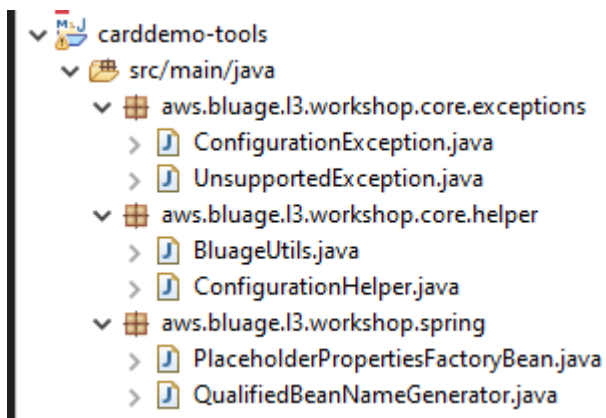 carddemo-tools
src/main/java
aws.bluage.l3.workshop.core.exceptions
ConfigurationException.java
UnsupportedException.java
aws.bluage.l3.workshop.core.helper
BluageUtils.java
ConfigurationHelper.java
aws.bluage.l3.workshop.spring
PlaceholderPropertiesFactoryBean.java
QualifiedBeanNameGenerator.java